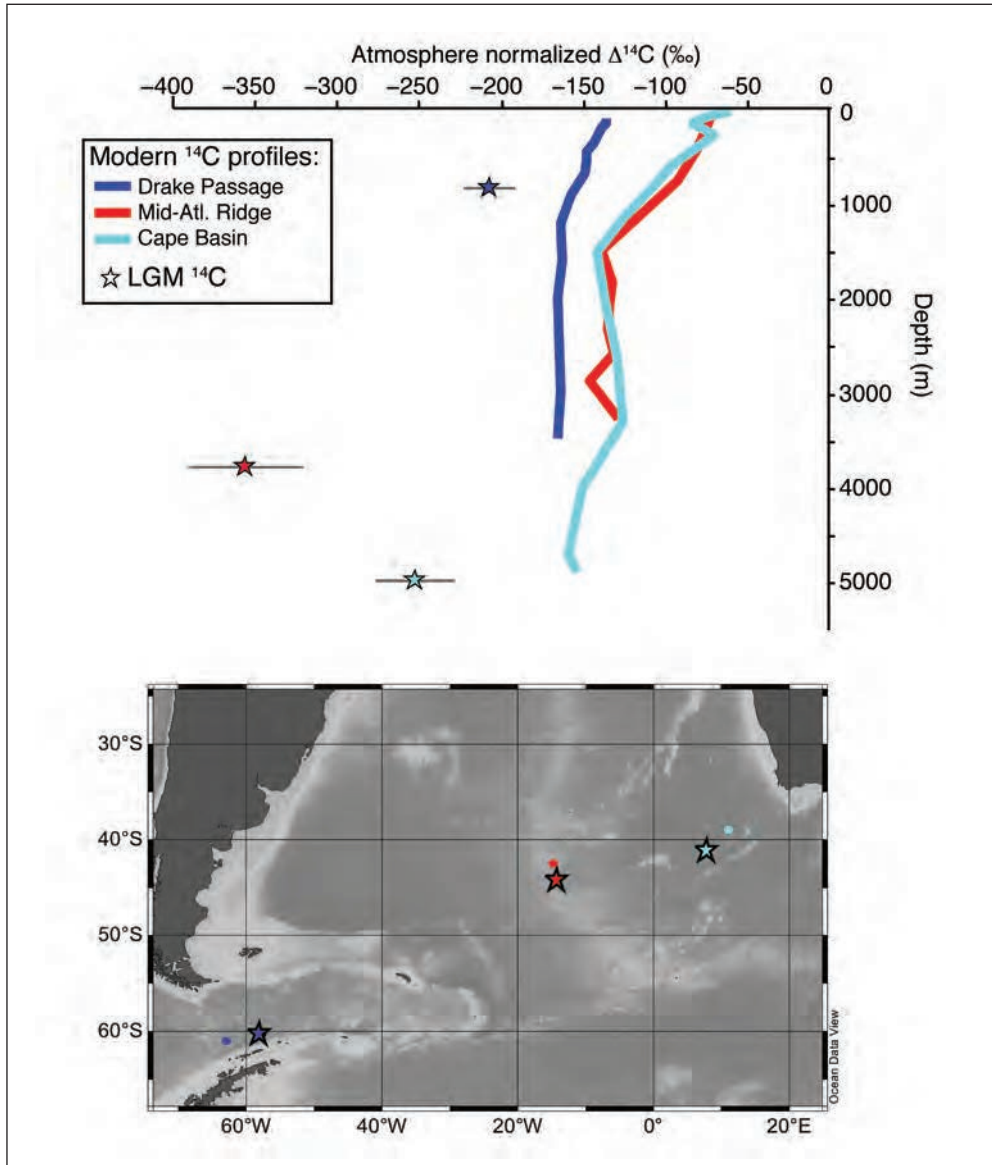 Atmosphere normalized Δ¹⁴C (‰)
−400 −350 −300 −250 −200 −150 −100 −50 0
Modern ¹⁴C profiles:
Drake Passage
Mid-Atl. Ridge
Cape Basin
LGM ¹⁴C
0
1000
2000
3000
4000
5000
Depth (m)
30°S
40°S
50°S
60°S
60°W 40°W 20°W 0° 20°E
Ocean Data View